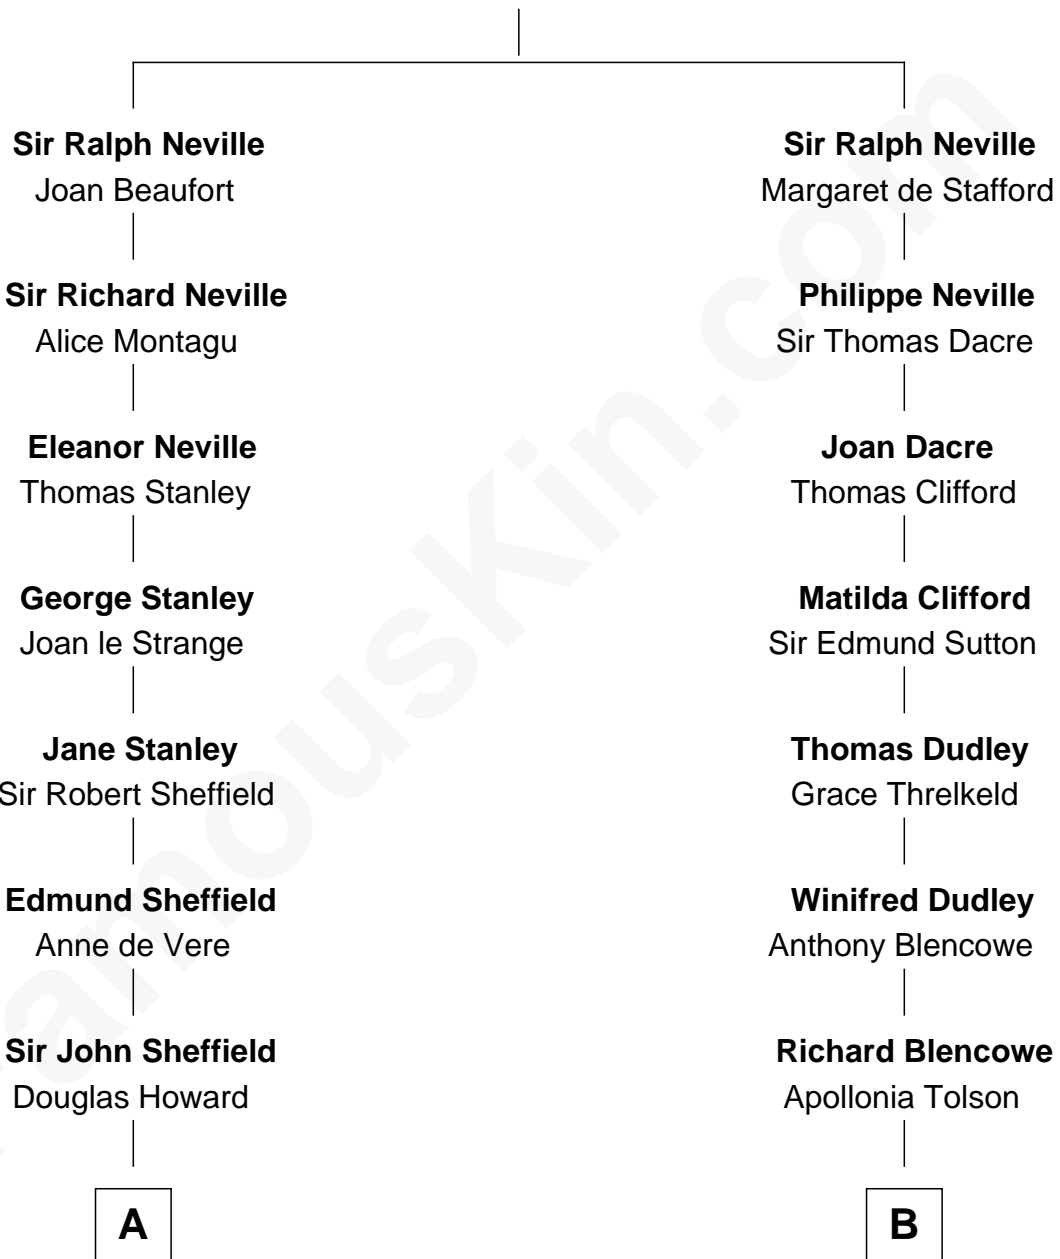 Sir Ralph Neville
Joan Beaufort
Sir Richard Neville
Alice Montagu
Eleanor Neville
Thomas Stanley
George Stanley
Joan le Strange
Jane Stanley
Sir Robert Sheffield
Edmund Sheffield
Anne de Vere
Sir John Sheffield
Douglas Howard
A
Sir Ralph Neville
Margaret de Stafford
Philippe Neville
Sir Thomas Dacre
Joan Dacre
Thomas Clifford
Matilda Clifford
Sir Edmund Sutton
Thomas Dudley
Grace Threlkeld
Winifred Dudley
Anthony Blencowe
Richard Blencowe
Apollonia Tolson
B
FamousKin.com